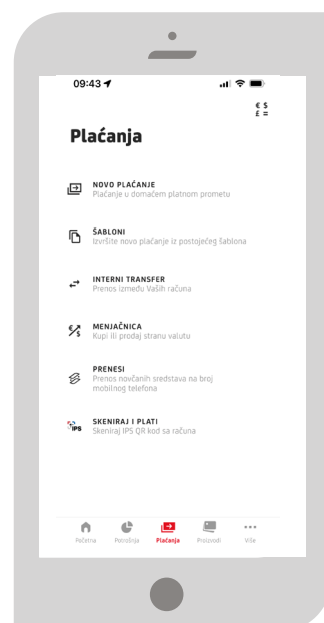 09:43
€ $
£ =
Plaćanja
NOVO PLAĆANJE
Plaćanje u domaćem platnom prometu
ŠABLONI
Izvršite novo plaćanje iz postojećeg šablona
INTERNI TRANSFER
Prenos između Vaših računa
€ $
MENJAČNICA
Kupi ili prodaj stranu valutu
PRENESI
Prenos novčanih sredstava na broj
mobilnog telefona
IPS
SKENIRAJ I PLATI
Skeniraj IPS QR kod sa računa
Početna Potrošnja Plaćanja Proizvodi Više